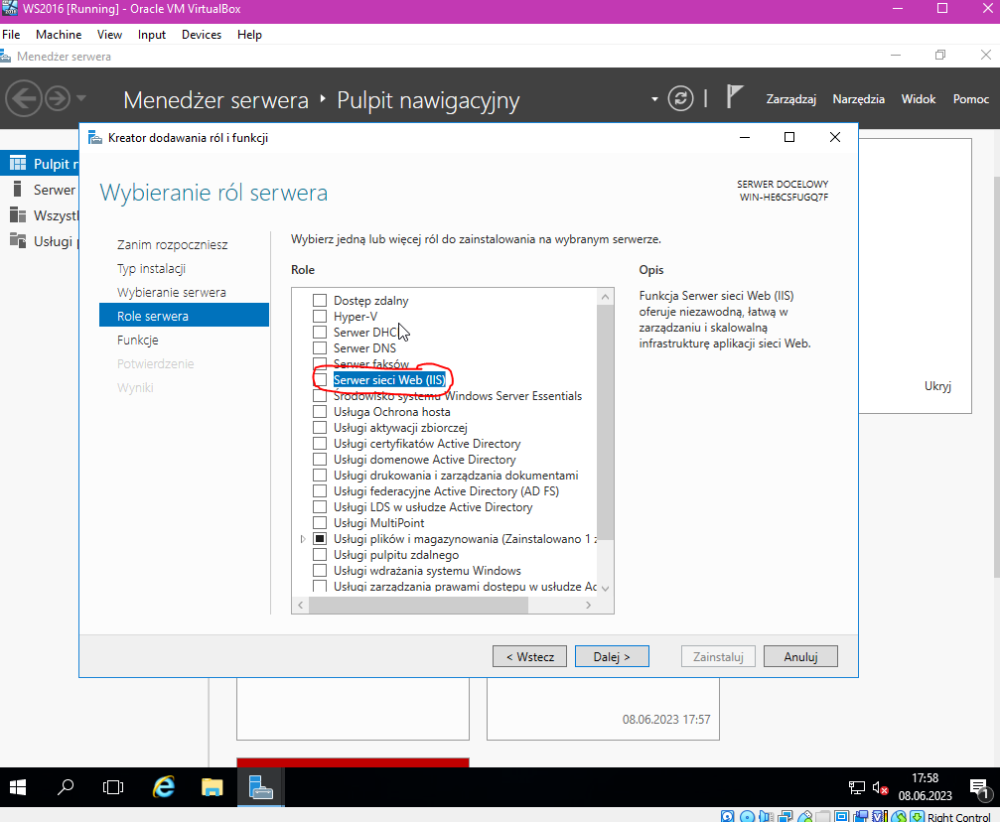 WS2016 [Running] - Oracle VM VirtualBox
File Machine View Input Devices Help
Menedżer serwera
Menedżer serwera Pulpit nawigacyjny
Zarządzaj Narzędzia Widok Pomoc
Kreator dodawania ról i funkcji
Pulpit
Serwer
Usługi
Wybieranie ról serwera
SERWER DOCELOWY
WIN-HE6CSFUGQ7F
Zanim rozpoczniesz
Typ instalacji
Wybieranie serwera
Role serwera
Funkcje
Potwierdzenie
Wyniki
Wybierz jedną lub więcej ról do zainstalowania na wybranym serwerze.
Role
Dostęp zdalny
Hyper-V
Serwer DHC
Serwer DNS
Serwer faksów
Serwer sieci Web (IIS)
Środowisko systemu Windows Server Essentials
Usługa Ochrona hosta
Usługi aktywacji zbiorczej
Usługi certyfikatów Active Directory
Usługi domenowe Active Directory
Usługi drukowania i zarządzania dokumentami
Usługi federacyjne Active Directory (AD FS)
Usługi LDS w usłudze Active Directory
Usługi MultiPoint
Usługi plików i magazynowania (Zainstalowano 1 z
Usługi pulpitu zdalnego
Usługi wdrażania systemu Windows
Usługi zarządzania prawami dostępu w usłudze Ac
Opis
Funkcja Serwer sieci Web (IIS)
oferuje niezawodną, łatwą w
zarządzaniu i skalowalną
infrastrukturę aplikacji sieci Web.
Ukryj
< Wstecz Dalej > Zainstaluj Anuluj
08.06.2023 17:57
17:58
08.06.2023
1
Right Control